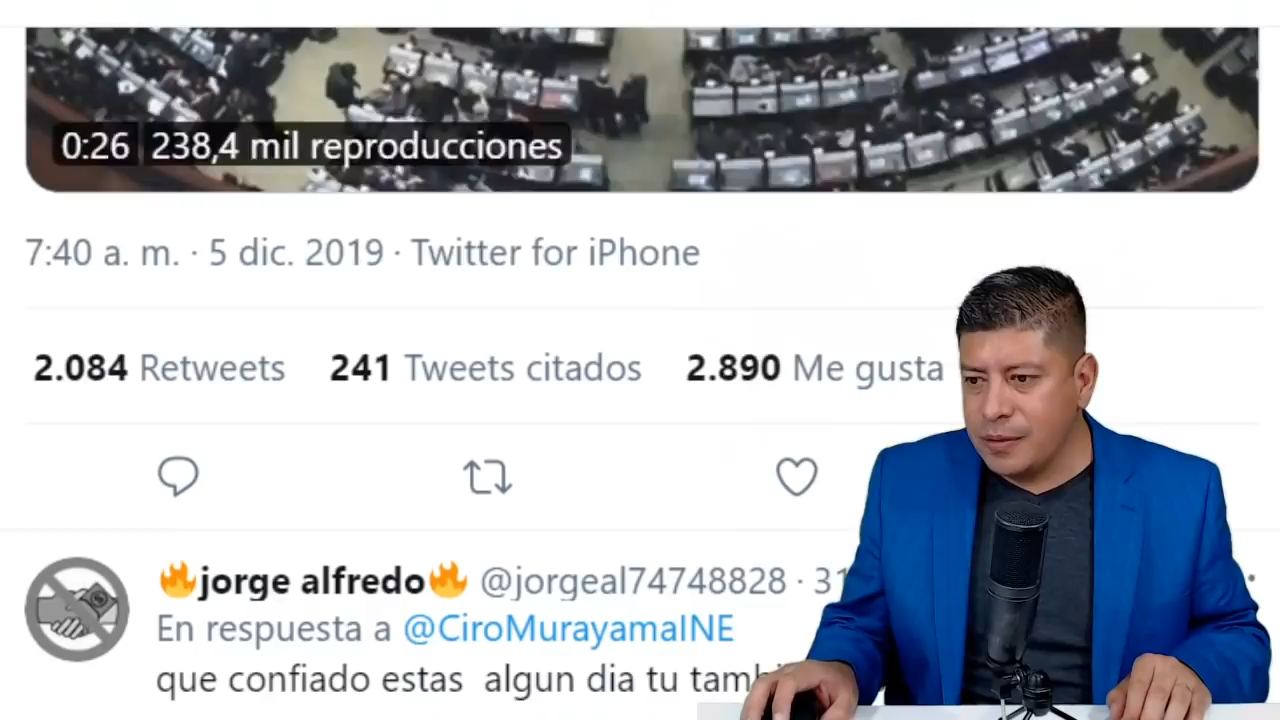 0:26 238,4 mil reproducciones
7:40 a. m. · 5 dic. 2019 · Twitter for iPhone
2.084 Retweets 241 Tweets citados 2.890 Me gusta
🔥jorge alfredo🔥 @jorgeal74748828 · 31
En respuesta a @CiroMurayamaINE
que confiado estas algun dia tu